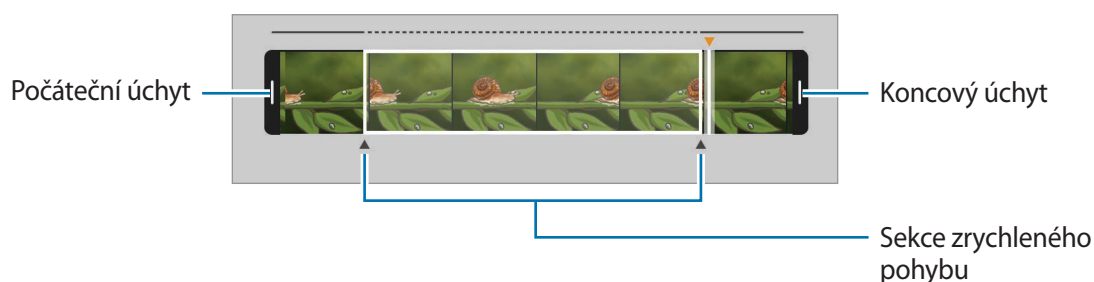 Počáteční úchyt
Koncový úchyt
Sekce zrychleného
pohybu